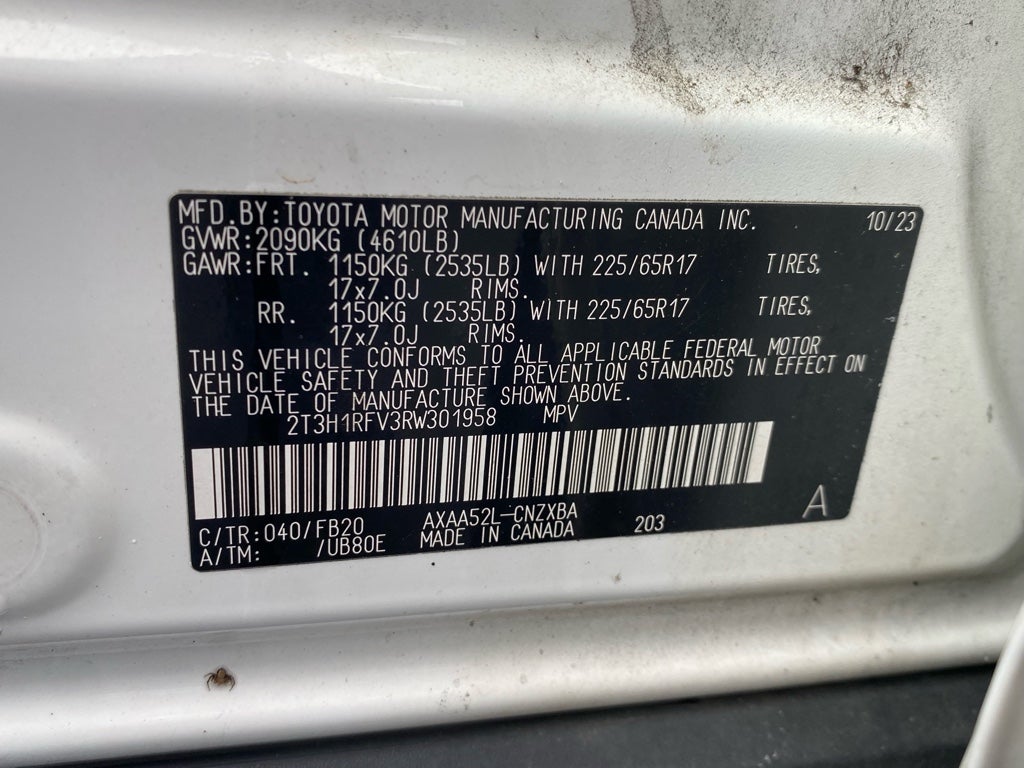 MFD.BY:TOYOTA MOTOR MANUFACTURING CANADA INC. 10/23
GVWR:2090KG (4610LB)
GAWR:FRT. 1150KG (2535LB) WITH 225/65R17 TIRES,
17x7.0J RIMS.
RR. 1150KG (2535LB) WITH 225/65R17 TIRES,
17x7.0J RIMS.
THIS VEHICLE CONFORMS TO ALL APPLICABLE FEDERAL MOTOR
VEHICLE SAFETY AND THEFT PREVENTION STANDARDS IN EFFECT ON
THE DATE OF MANUFACTURE SHOWN ABOVE.
2T3H1RFV3RW301958 MPV
C/TR:040/FB20 AXAA52L-CNZXBA 203 A
A/TM: /UB80E MADE IN CANADA